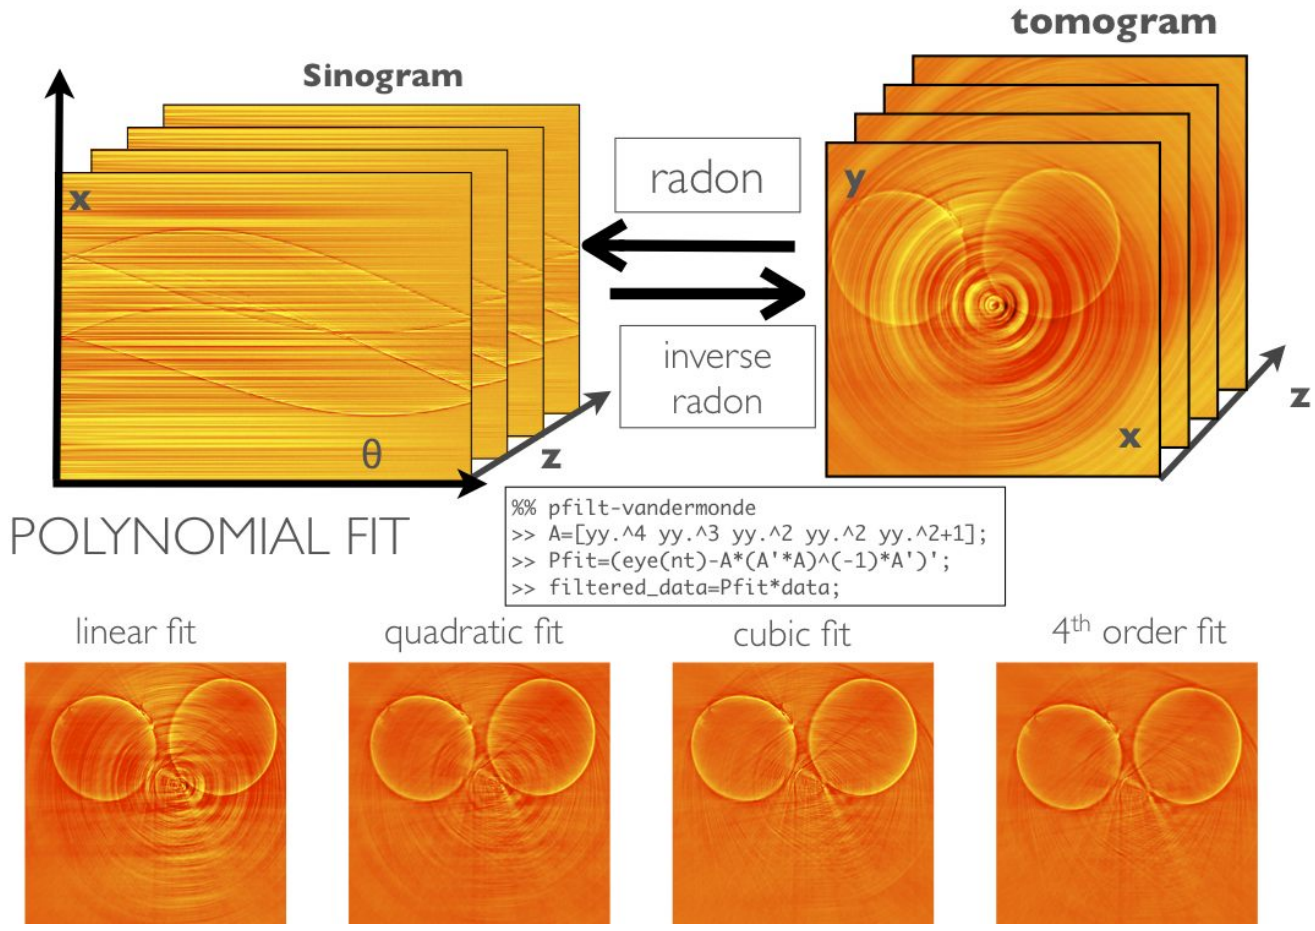 Sinogram
tomogram
x
θ
z
radon
inverse
radon
y
x
z
POLYNOMIAL FIT
%% pfilt-vandermonde
>> A=[yy.^4 yy.^3 yy.^2 yy.^2 yy.^2+1];
>> Pfit=(eye(nt)-A*(A'*A)^(-1)*A')';
>> filtered_data=Pfit*data;
linear fit
quadratic fit
cubic fit
4th order fit